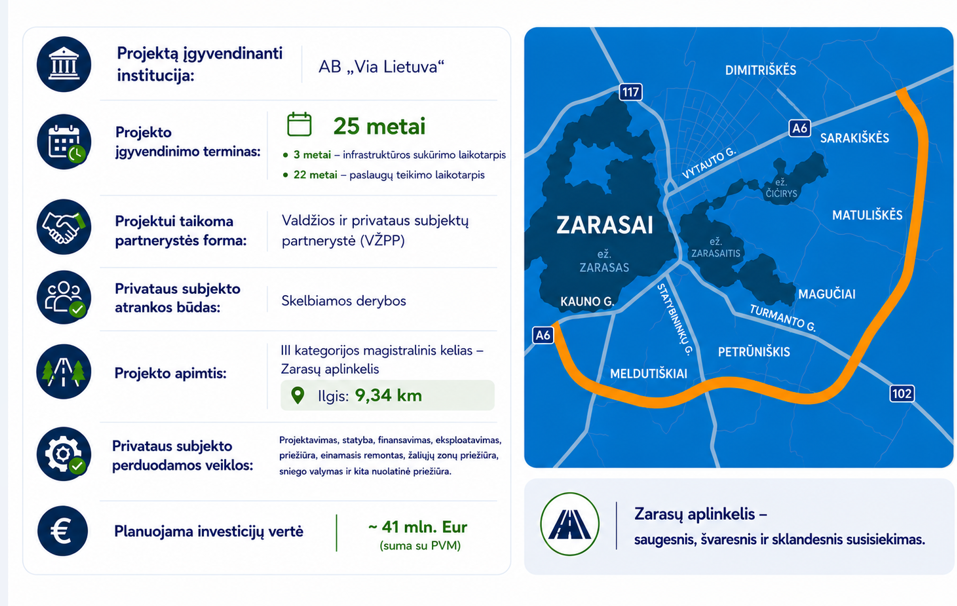 Projektą įgyvendinanti
institucija:
AB „Via Lietuva“
Projekto
įgyvendinimo terminas:
25 metai
• 3 metai – infrastruktūros sukūrimo laikotarpis
• 22 metai – paslaugų teikimo laikotarpis
Projektui taikoma
partnerystės forma:
Valdžios ir privataus subjektų
partnerystė (VŽPP)
Privataus subjekto
atrankos būdas:
Skelbiamos derybos
Projekto apimtis:
III kategorijos magistralinis kelias –
Zarasų aplinkelis
Ilgis: 9,34 km
Privataus subjekto
perduodamos veiklos:
Projektavimas, statyba, finansavimas, eksploatavimas,
priežiūra, einamasis remontas, žaliųjų zonų priežiūra,
sniego valymas ir kita nuolatinė priežiūra.
€
Planuojama investicijų vertė
~ 41 mln. Eur
(suma su PVM)
DIMITRIŠKĖS
117
A6
SARAKIŠKĖS
VYTAUTO G.
ež.
ČIČIRYS
MATULIŠKĖS
ZARASAI
ež.
ZARASAS
ež.
ZARASAITIS
MAGUČIAI
KAUNO G.
STATYBININKŲ G.
TURMANTO G.
A6
PETRŪNIŠKIS
MELDUTIŠKIAI
102
Zarasų aplinkelis –
saugesnis, švaresnis ir sklandesnis susisiekimas.